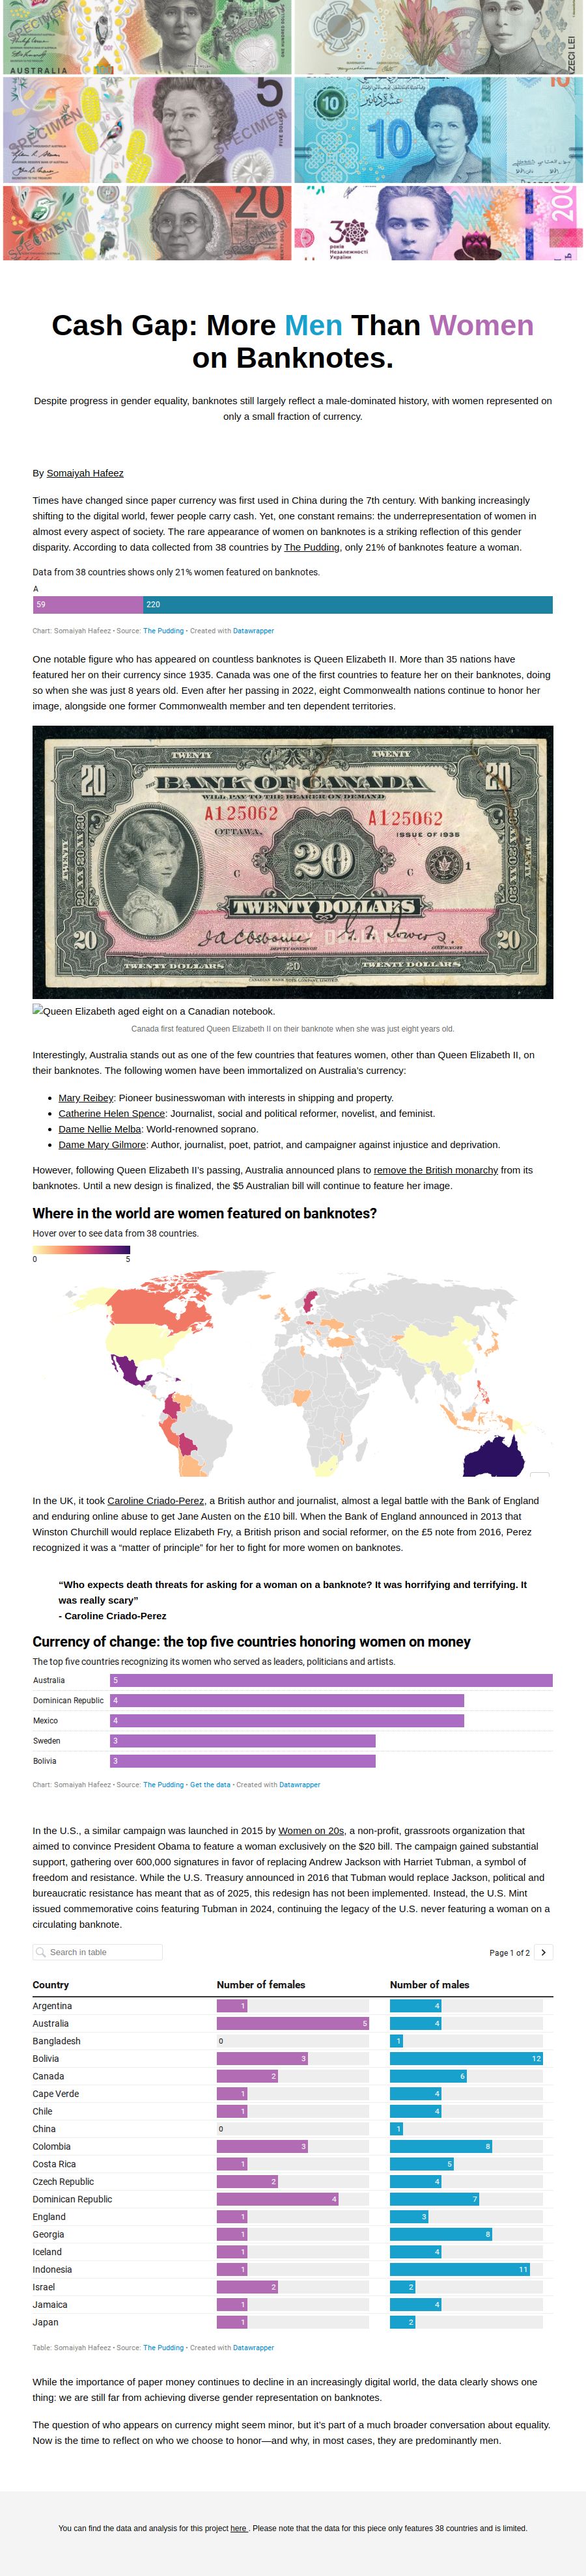 SPECIMEN
AUSTRALIA
ZECI LEI
SPECIMEN
SPECIMEN
5
FIVE DOLLARS
10
10
عشرة دنانير
SPECIMEN
20
30
років
Незалежності
України
200
Cash Gap: More Men Than Women
on Banknotes.
Despite progress in gender equality, banknotes still largely reflect a male-dominated history, with women represented on
only a small fraction of currency.
By Somaiyah Hafeez
Times have changed since paper currency was first used in China during the 7th century. With banking increasingly
shifting to the digital world, fewer people carry cash. Yet, one constant remains: the underrepresentation of women in
almost every aspect of society. The rare appearance of women on banknotes is a striking reflection of this gender
disparity. According to data collected from 38 countries by The Pudding, only 21% of banknotes feature a woman.
Data from 38 countries shows only 21% women featured on banknotes.
A
59 220
Chart: Somaiyah Hafeez • Source: The Pudding • Created with Datawrapper
One notable figure who has appeared on countless banknotes is Queen Elizabeth II. More than 35 nations have
featured her on their currency since 1935. Canada was one of the first countries to feature her on their banknotes, doing
so when she was just 8 years old. Even after her passing in 2022, eight Commonwealth nations continue to honor her
image, alongside one former Commonwealth member and ten dependent territories.
TWENTY TWENTY
20 THE BANK OF CANADA 20
WILL PAY TO THE BEARER ON DEMAND
A125062 A125062
OTTAWA, ISSUE OF 1935
C 20 C 1
TWENTY DOLLARS
DEPUTY GOVERNOR GOVERNOR
20 20
TWENTY DOLLARS 20 TWENTY DOLLARS
CANADIAN BANK NOTE COMPANY, LIMITED
Queen Elizabeth aged eight on a Canadian notebook.
Canada first featured Queen Elizabeth II on their banknote when she was just eight years old.
Interestingly, Australia stands out as one of the few countries that features women, other than Queen Elizabeth II, on
their banknotes. The following women have been immortalized on Australia’s currency:
• Mary Reibey: Pioneer businesswoman with interests in shipping and property.
• Catherine Helen Spence: Journalist, social and political reformer, novelist, and feminist.
• Dame Nellie Melba: World-renowned soprano.
• Dame Mary Gilmore: Author, journalist, poet, patriot, and campaigner against injustice and deprivation.
However, following Queen Elizabeth II’s passing, Australia announced plans to remove the British monarchy from its
banknotes. Until a new design is finalized, the $5 Australian bill will continue to feature her image.
Where in the world are women featured on banknotes?
Hover over to see data from 38 countries.
0 5
In the UK, it took Caroline Criado-Perez, a British author and journalist, almost a legal battle with the Bank of England
and enduring online abuse to get Jane Austen on the £10 bill. When the Bank of England announced in 2013 that
Winston Churchill would replace Elizabeth Fry, a British prison and social reformer, on the £5 note from 2016, Perez
recognized it was a “matter of principle” for her to fight for more women on banknotes.
“Who expects death threats for asking for a woman on a banknote? It was horrifying and terrifying. It
was really scary”
- Caroline Criado-Perez
Currency of change: the top five countries honoring women on money
The top five countries recognizing its women who served as leaders, politicians and artists.
Australia 5
Dominican Republic 4
Mexico 4
Sweden 3
Bolivia 3
Chart: Somaiyah Hafeez • Source: The Pudding • Get the data • Created with Datawrapper
In the U.S., a similar campaign was launched in 2015 by Women on 20s, a non-profit, grassroots organization that
aimed to convince President Obama to feature a woman exclusively on the $20 bill. The campaign gained substantial
support, gathering over 600,000 signatures in favor of replacing Andrew Jackson with Harriet Tubman, a symbol of
freedom and resistance. While the U.S. Treasury announced in 2016 that Tubman would replace Jackson, political and
bureaucratic resistance has meant that as of 2025, this redesign has not been implemented. Instead, the U.S. Mint
issued commemorative coins featuring Tubman in 2024, continuing the legacy of the U.S. never featuring a woman on a
circulating banknote.
Search in table Page 1 of 2 >
Country Number of females Number of males
Argentina 1 4
Australia 5 4
Bangladesh 0 1
Bolivia 3 12
Canada 2 6
Cape Verde 1 4
Chile 1 4
China 0 1
Colombia 3 8
Costa Rica 1 5
Czech Republic 2 4
Dominican Republic 4 7
England 1 3
Georgia 1 8
Iceland 1 4
Indonesia 1 11
Israel 2 2
Jamaica 1 4
Japan 1 2
Table: Somaiyah Hafeez • Source: The Pudding • Created with Datawrapper
While the importance of paper money continues to decline in an increasingly digital world, the data clearly shows one
thing: we are still far from achieving diverse gender representation on banknotes.
The question of who appears on currency might seem minor, but it’s part of a much broader conversation about equality.
Now is the time to reflect on who we choose to honor—and why, in most cases, they are predominantly men.
You can find the data and analysis for this project here . Please note that the data for this piece only features 38 countries and is limited.